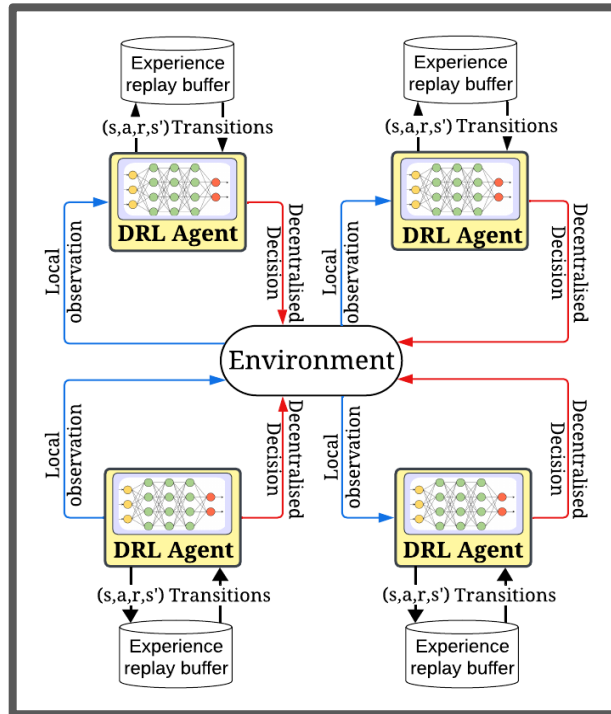 Experience
replay buffer
Experience
replay buffer
(s,a,r,s') Transitions
(s,a,r,s') Transitions
DRL Agent
DRL Agent
Local
observation
Decentralised
Decision
Local
observation
Decentralised
Decision
Environment
Local
observation
Decentralised
Decision
Local
observation
Decentralised
Decision
DRL Agent
DRL Agent
(s,a,r,s') Transitions
(s,a,r,s') Transitions
Experience
replay buffer
Experience
replay buffer